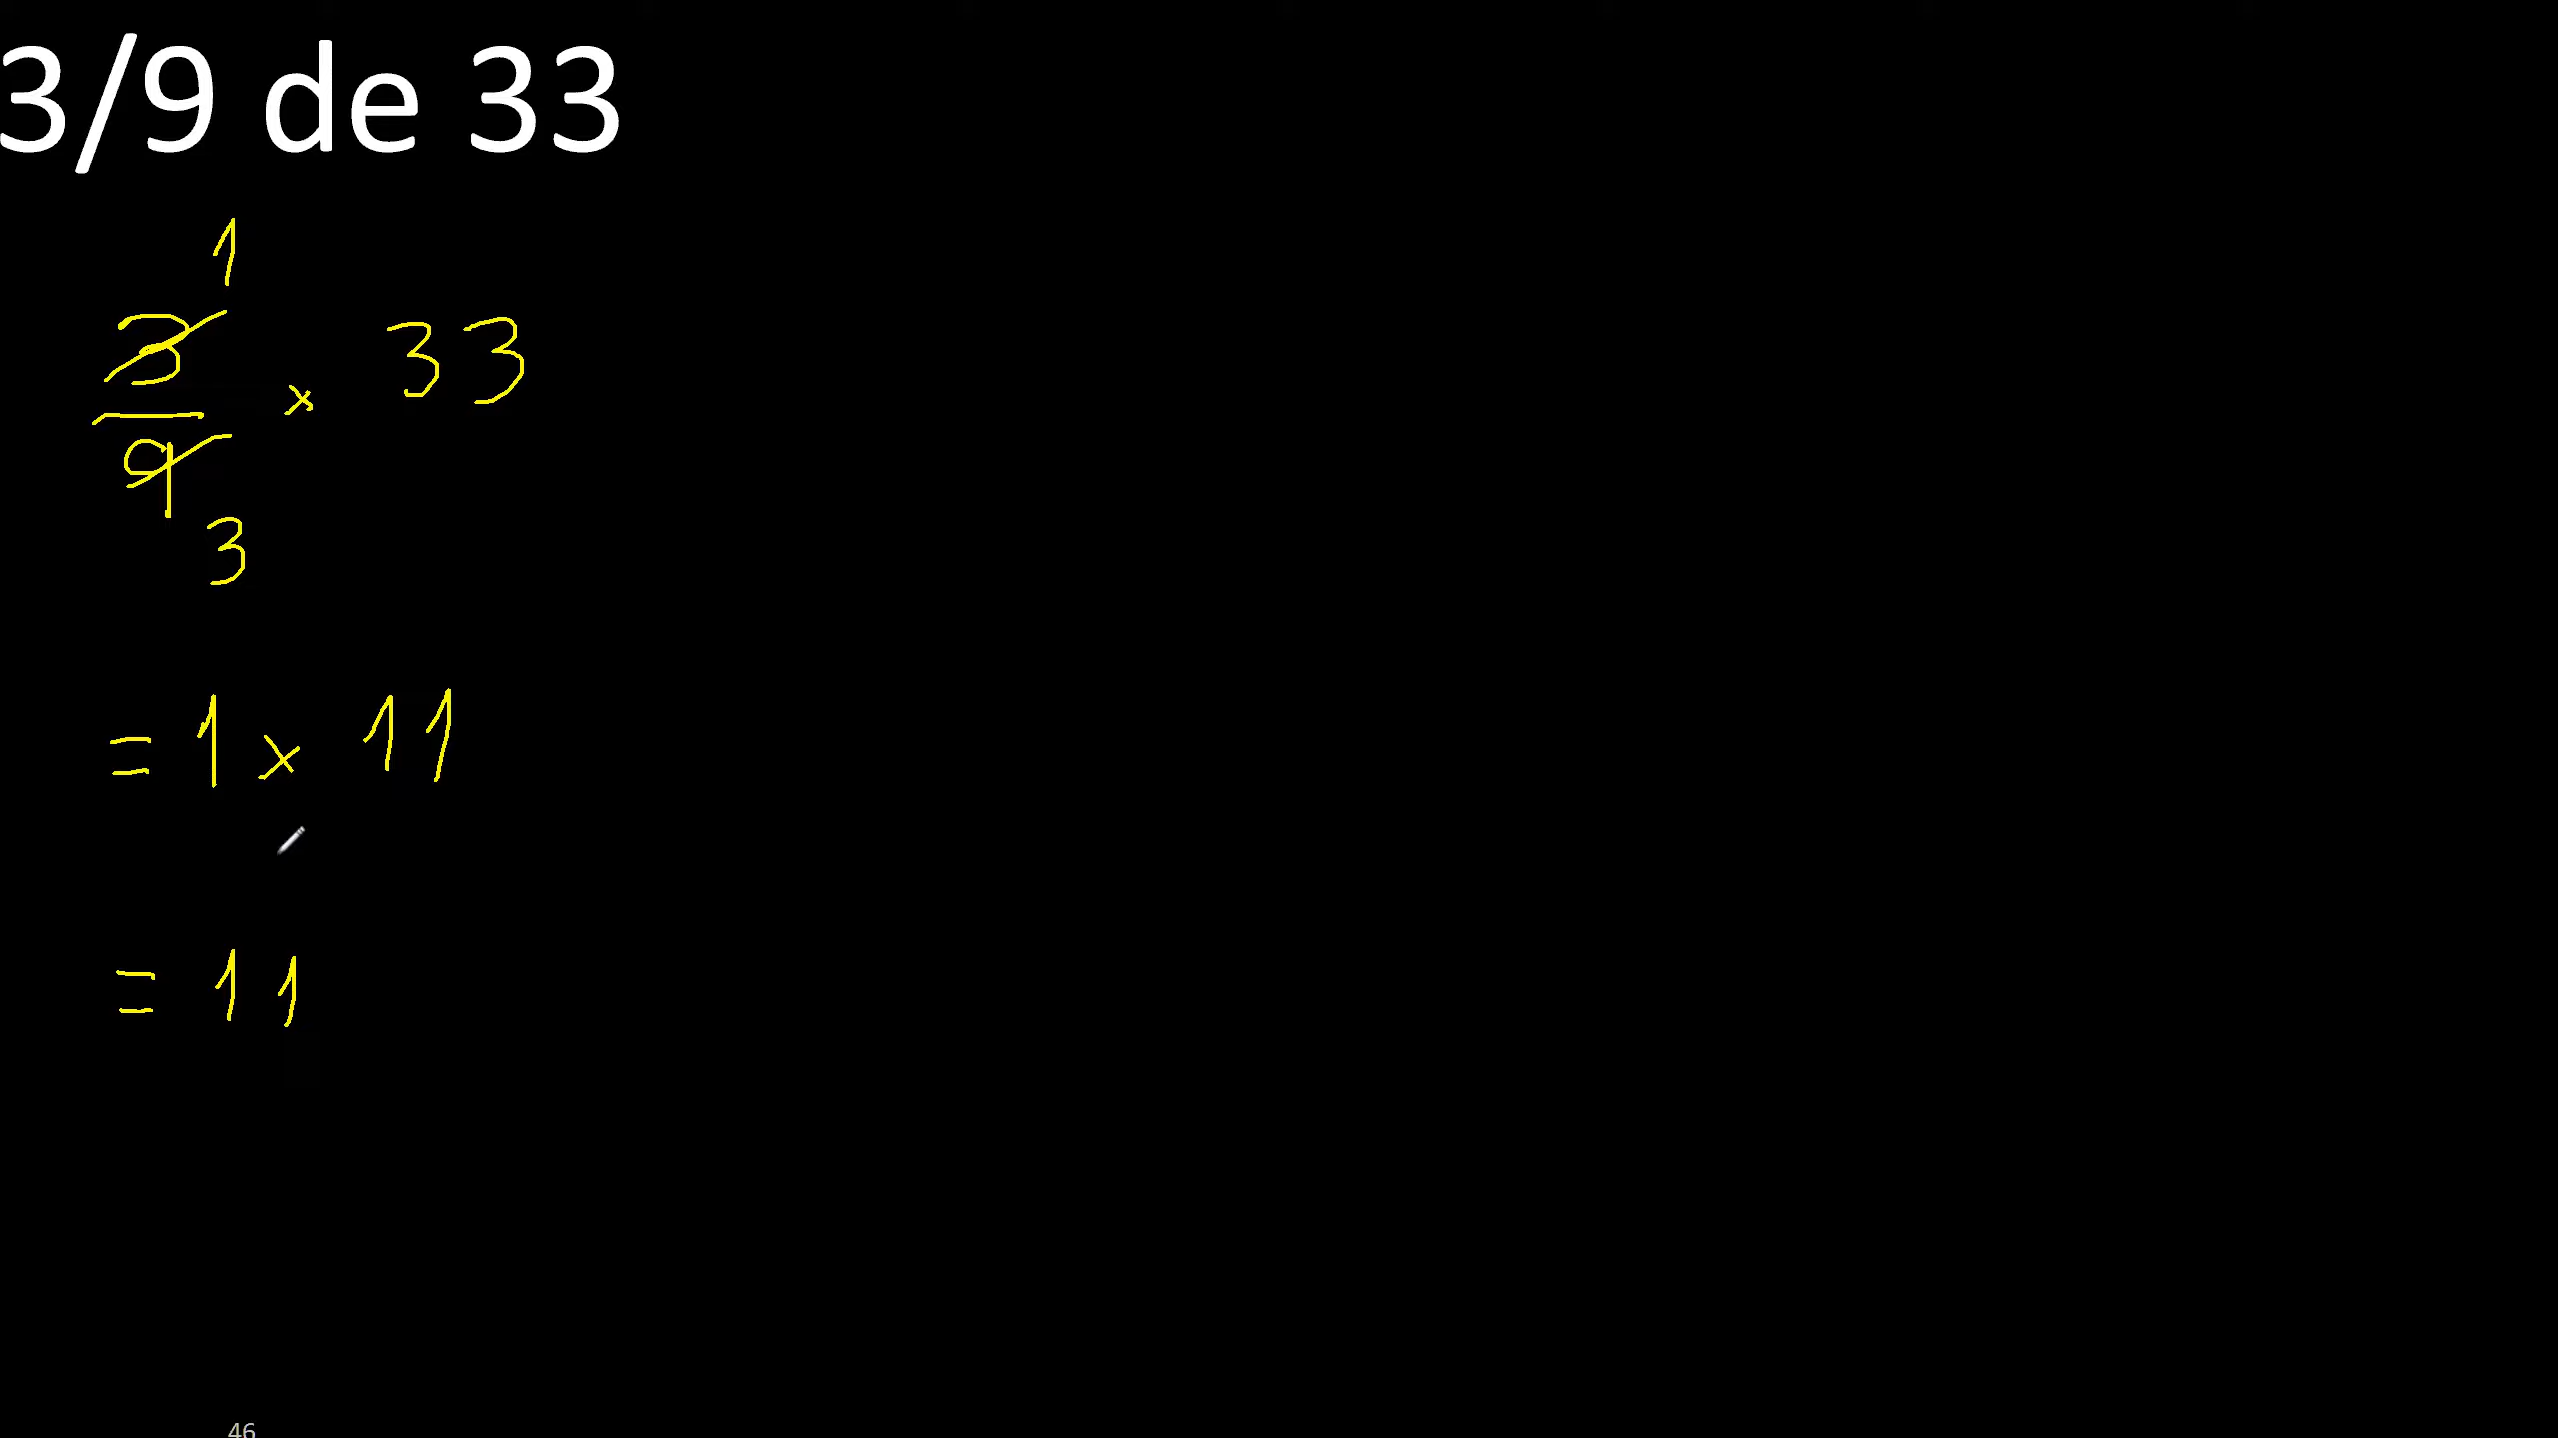 3/9 de 33
1
3
— × 33
9
3
= 1 × 11
= 11
46